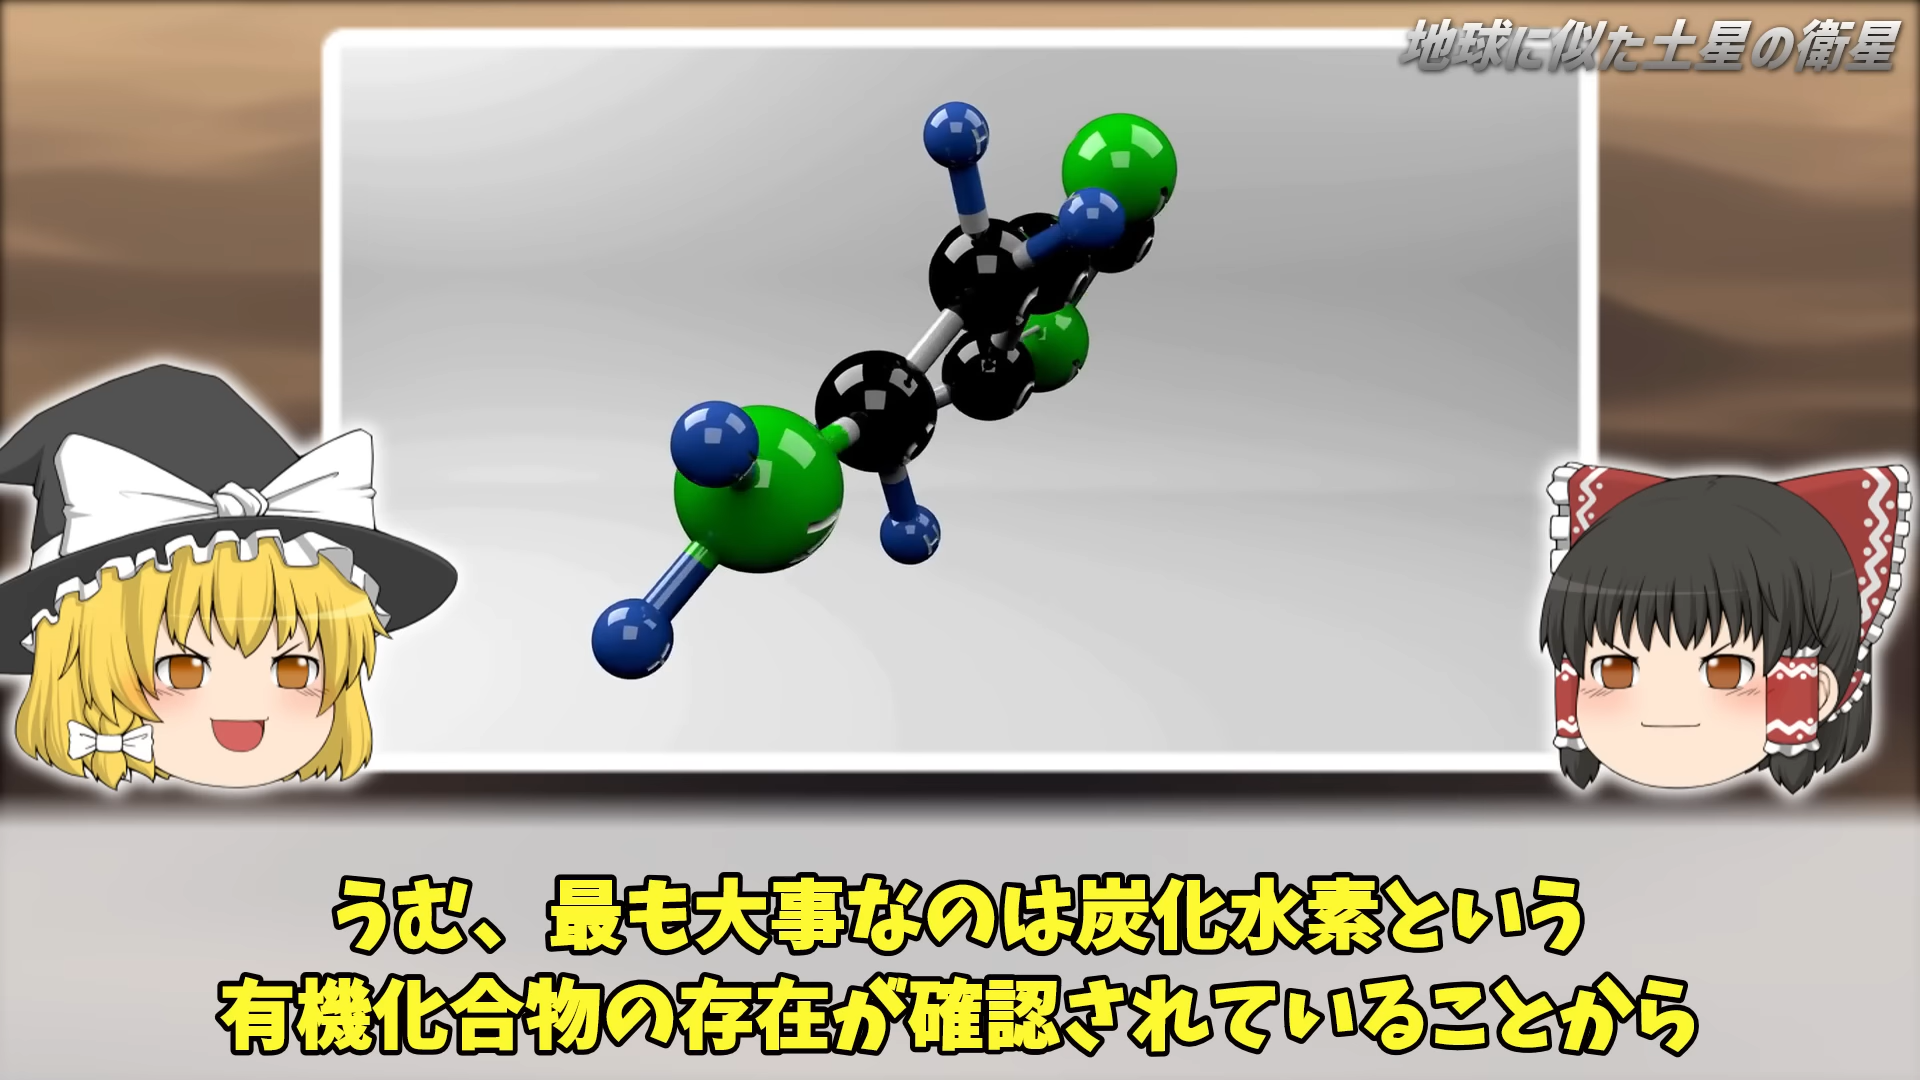 地球に似た土星の衛星
うむ、最も大事なのは炭化水素という
有機化合物の存在が確認されていることから